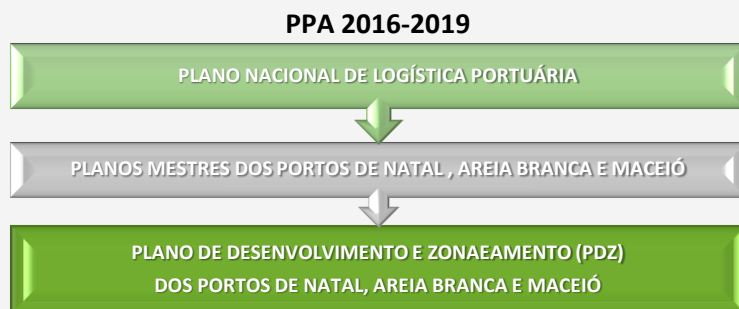 PPA 2016-2019
PLANO NACIONAL DE LOGÍSTICA PORTUÁRIA
PLANOS MESTRES DOS PORTOS DE NATAL , AREIA BRANCA E MACEIÓ
PLANO DE DESENVOLVIMENTO E ZONAEAMENTO (PDZ)
DOS PORTOS DE NATAL, AREIA BRANCA E MACEIÓ